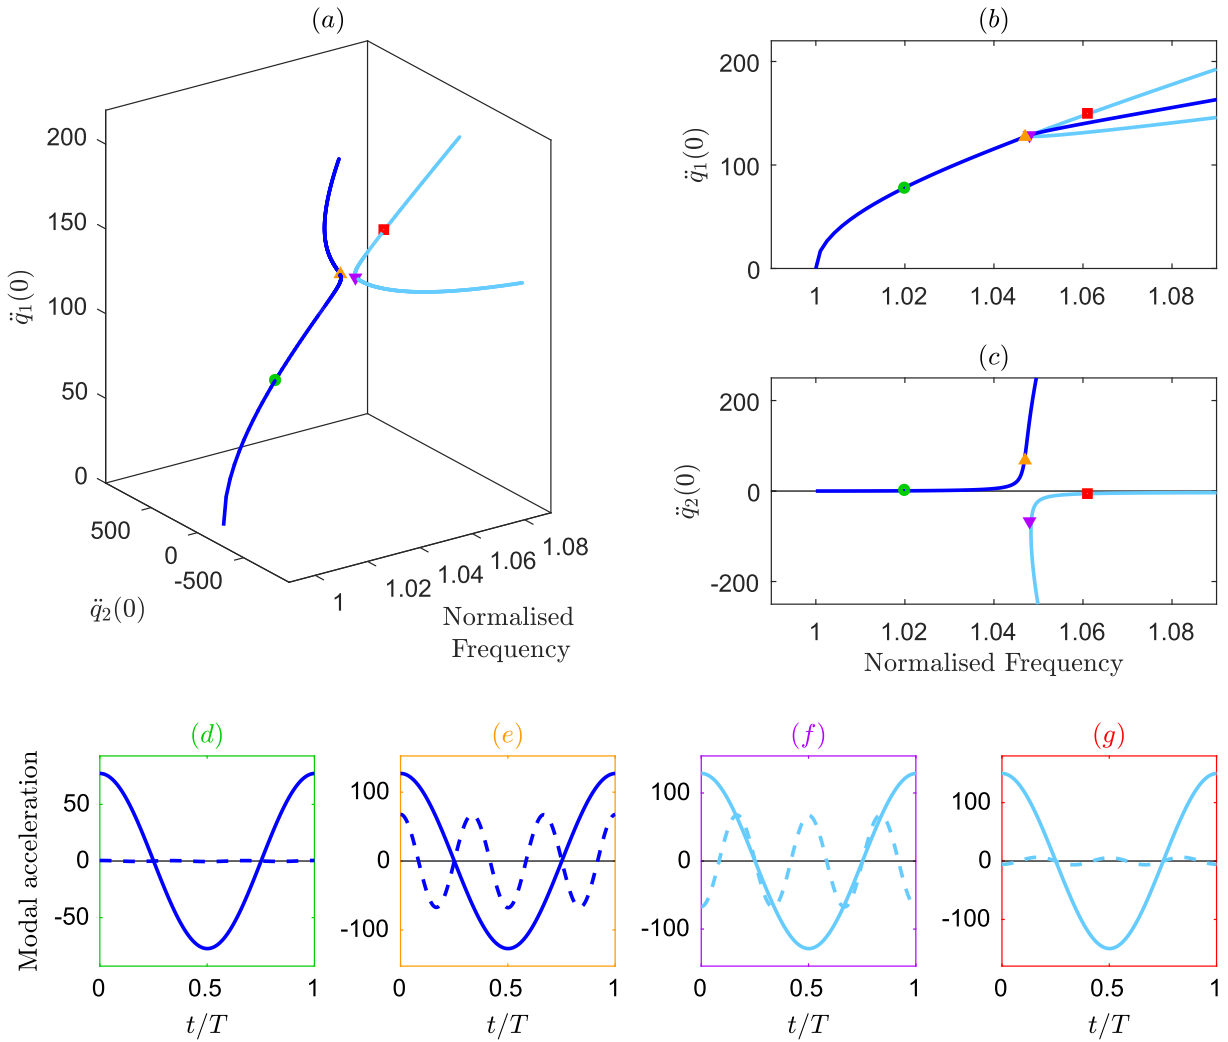 (a)
200
150
100
50
0
q̈₁(0)
500
0
-500
q̈₂(0)
1
1.02
1.04
1.06
1.08
Normalised
Frequency
(b)
200
100
0
q̈₁(0)
1
1.02
1.04
1.06
1.08
(c)
200
0
-200
q̈₂(0)
1
1.02
1.04
1.06
1.08
Normalised Frequency
Modal acceleration
(d)
50
0
-50
0
0.5
1
t/T
(e)
100
0
-100
0
0.5
1
t/T
(f)
100
0
-100
0
0.5
1
t/T
(g)
100
0
-100
0
0.5
1
t/T